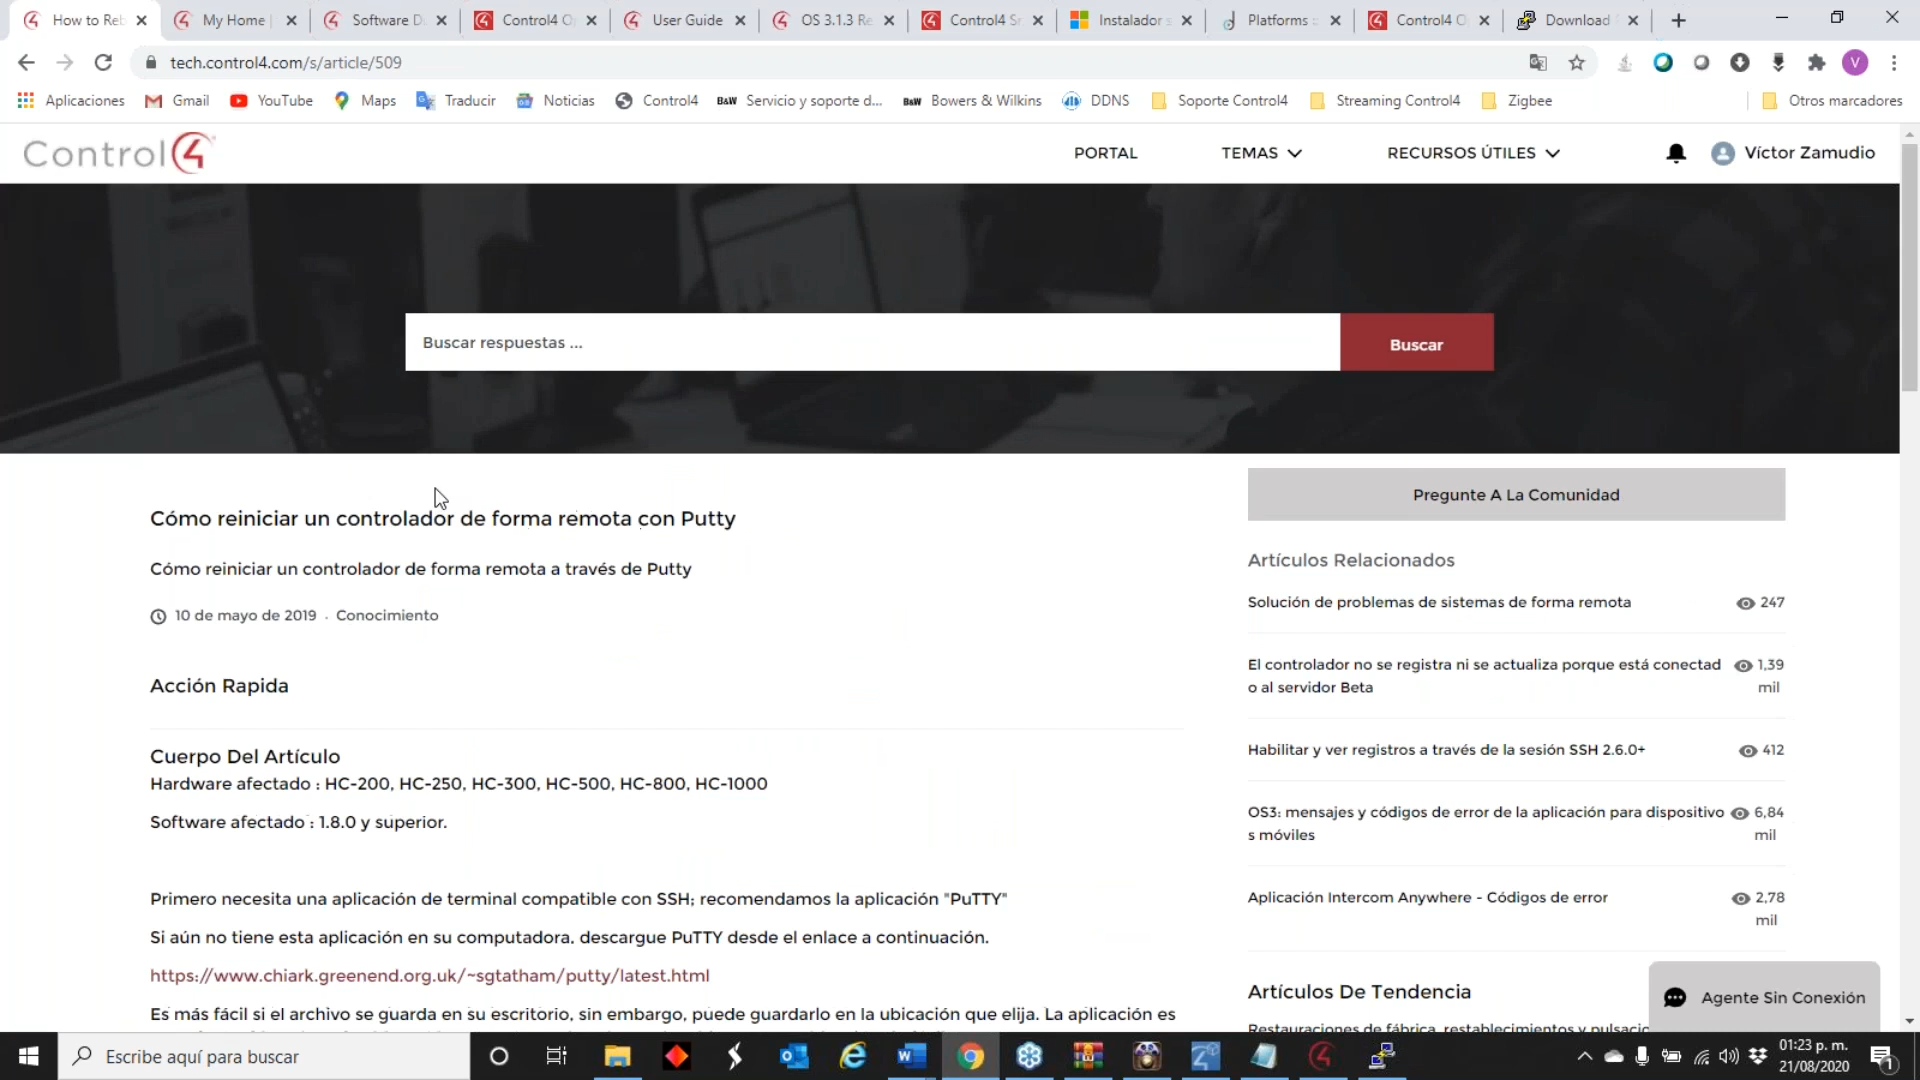 How to Reb
My Home |
Software D
Control4 O
User Guide
OS 3.1.3 Re
Control4 Sr
Instalador s
Platforms ::
Control4 O
Download
tech.control4.com/s/article/509
V
Aplicaciones
Gmail
YouTube
Maps
Traducir
Noticias
Control4
B&W Servicio y soporte d...
B&W Bowers & Wilkins
DDNS
Soporte Control4
Streaming Control4
Zigbee
Otros marcadores
Control4
PORTAL
TEMAS
RECURSOS ÚTILES
Víctor Zamudio
Buscar respuestas ...
Buscar
Cómo reiniciar un controlador de forma remota con Putty
Cómo reiniciar un controlador de forma remota a través de Putty
10 de mayo de 2019 . Conocimiento
Acción Rapida
Cuerpo Del Artículo
Hardware afectado : HC-200, HC-250, HC-300, HC-500, HC-800, HC-1000
Software afectado : 1.8.0 y superior.
Primero necesita una aplicación de terminal compatible con SSH; recomendamos la aplicación "PuTTY"
Si aún no tiene esta aplicación en su computadora, descargue PuTTY desde el enlace a continuación.
https://www.chiark.greenend.org.uk/~sgtatham/putty/latest.html
Es más fácil si el archivo se guarda en su escritorio, sin embargo, puede guardarlo en la ubicación que elija. La aplicación es
Pregunte A La Comunidad
Artículos Relacionados
Solución de problemas de sistemas de forma remota
247
El controlador no se registra ni se actualiza porque está conectad
o al servidor Beta
1,39
mil
Habilitar y ver registros a través de la sesión SSH 2.6.0+
412
OS3: mensajes y códigos de error de la aplicación para dispositivo
s móviles
6,84
mil
Aplicación Intercom Anywhere - Códigos de error
2,78
mil
Artículos De Tendencia
Restauraciones de fábrica, restablecimientos y pulsacio
Agente Sin Conexión
Escribe aquí para buscar
01:23 p. m.
21/08/2020
1